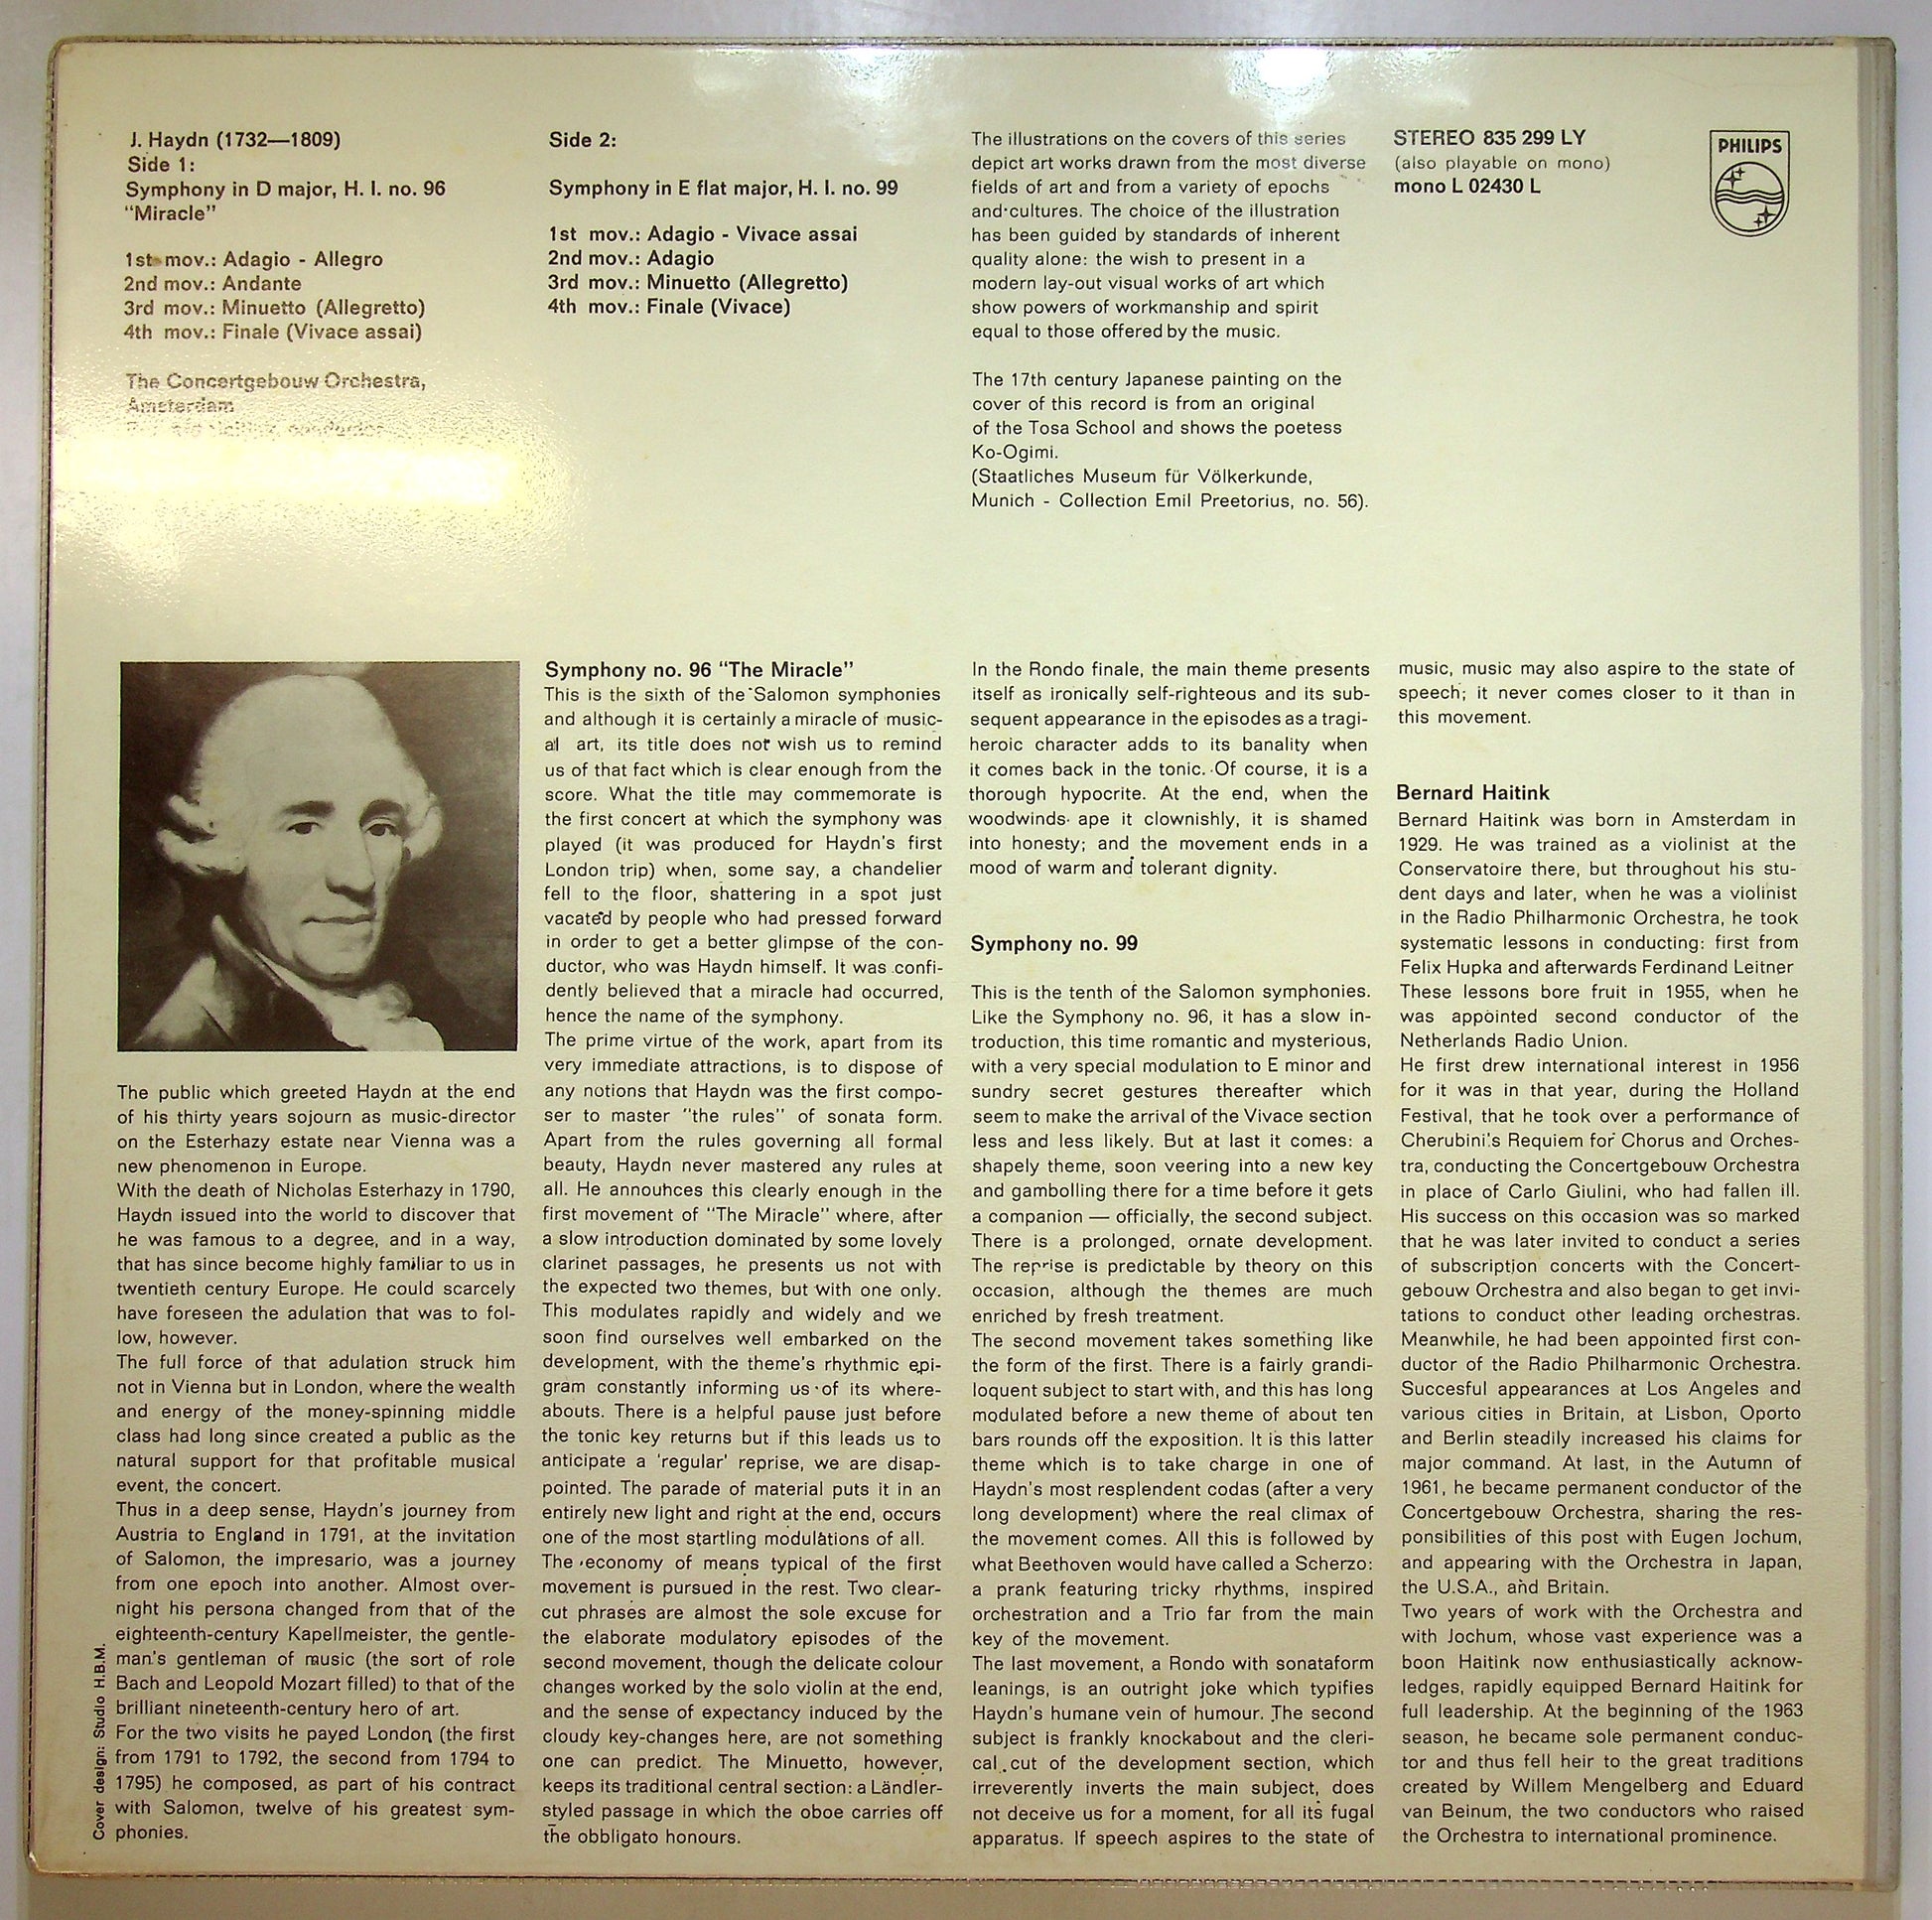 J. Haydn (1732—1809)
Side 1:
Symphony in D major, H. I. no. 96
“Miracle”
1st mov.: Adagio - Allegro
2nd mov.: Andante
3rd mov.: Minuetto (Allegretto)
4th mov.: Finale (Vivace assai)
The Concertgebouw Orchestra,
Amsterdam
Side 2:
Symphony in E flat major, H. I. no. 99
1st mov.: Adagio - Vivace assai
2nd mov.: Adagio
3rd mov.: Minuetto (Allegretto)
4th mov.: Finale (Vivace)
The illustrations on the covers of this series
depict art works drawn from the most diverse
fields of art and from a variety of epochs
and cultures. The choice of the illustration
has been guided by standards of inherent
quality alone: the wish to present in a
modern lay-out visual works of art which
show powers of workmanship and spirit
equal to those offered by the music.
The 17th century Japanese painting on the
cover of this record is from an original
of the Tosa School and shows the poetess
Ko-Ogimi.
(Staatliches Museum für Völkerkunde,
Munich - Collection Emil Preetorius, no. 56).
STEREO 835 299 LY
(also playable on mono)
mono L 02430 L
PHILIPS
The public which greeted Haydn at the end
of his thirty years sojourn as music-director
on the Esterhazy estate near Vienna was a
new phenomenon in Europe.
With the death of Nicholas Esterhazy in 1790,
Haydn issued into the world to discover that
he was famous to a degree, and in a way,
that has since become highly familiar to us in
twentieth century Europe. He could scarcely
have foreseen the adulation that was to fol-
low, however.
The full force of that adulation struck him
not in Vienna but in London, where the wealth
and energy of the money-spinning middle
class had long since created a public as the
natural support for that profitable musical
event, the concert.
Thus in a deep sense, Haydn's journey from
Austria to England in 1791, at the invitation
of Salomon, the impresario, was a journey
from one epoch into another. Almost over-
night his persona changed from that of the
eighteenth-century Kapellmeister, the gentle-
man's gentleman of music (the sort of role
Bach and Leopold Mozart filled) to that of the
brilliant nineteenth-century hero of art.
For the two visits he payed London (the first
from 1791 to 1792, the second from 1794 to
1795) he composed, as part of his contract
with Salomon, twelve of his greatest sym-
phonies.
Cover design: Studio H.B.M.
Symphony no. 96 “The Miracle”
This is the sixth of the Salomon symphonies
and although it is certainly a miracle of music-
al art, its title does not wish us to remind
us of that fact which is clear enough from the
score. What the title may commemorate is
the first concert at which the symphony was
played (it was produced for Haydn's first
London trip) when, some say, a chandelier
fell to the floor, shattering in a spot just
vacated by people who had pressed forward
in order to get a better glimpse of the con-
ductor, who was Haydn himself. It was confi-
dently believed that a miracle had occurred,
hence the name of the symphony.
The prime virtue of the work, apart from its
very immediate attractions, is to dispose of
any notions that Haydn was the first compo-
ser to master “the rules” of sonata form.
Apart from the rules governing all formal
beauty, Haydn never mastered any rules at
all. He announces this clearly enough in the
first movement of “The Miracle” where, after
a slow introduction dominated by some lovely
clarinet passages, he presents us not with
the expected two themes, but with one only.
This modulates rapidly and widely and we
soon find ourselves well embarked on the
development, with the theme's rhythmic epi-
gram constantly informing us of its where-
abouts. There is a helpful pause just before
the tonic key returns but if this leads us to
anticipate a ‘regular’ reprise, we are disap-
pointed. The parade of material puts it in an
entirely new light and right at the end, occurs
one of the most startling modulations of all.
The economy of means typical of the first
movement is pursued in the rest. Two clear-
cut phrases are almost the sole excuse for
the elaborate modulatory episodes of the
second movement, though the delicate colour
changes worked by the solo violin at the end,
and the sense of expectancy induced by the
cloudy key-changes here, are not something
one can predict. The Minuetto, however,
keeps its traditional central section: a Ländler-
styled passage in which the oboe carries off
the obbligato honours.
In the Rondo finale, the main theme presents
itself as ironically self-righteous and its sub-
sequent appearance in the episodes as a tragi-
heroic character adds to its banality when
it comes back in the tonic. Of course, it is a
thorough hypocrite. At the end, when the
woodwinds ape it clownishly, it is shamed
into honesty; and the movement ends in a
mood of warm and tolerant dignity.
Symphony no. 99
This is the tenth of the Salomon symphonies.
Like the Symphony no. 96, it has a slow in-
troduction, this time romantic and mysterious,
with a very special modulation to E minor and
sundry secret gestures thereafter which
seem to make the arrival of the Vivace section
less and less likely. But at last it comes: a
shapely theme, soon veering into a new key
and gambolling there for a time before it gets
a companion — officially, the second subject.
There is a prolonged, ornate development.
The reprise is predictable by theory on this
occasion, although the themes are much
enriched by fresh treatment.
The second movement takes something like
the form of the first. There is a fairly grandi-
loquent subject to start with, and this has long
modulated before a new theme of about ten
bars rounds off the exposition. It is this latter
theme which is to take charge in one of
Haydn's most resplendent codas (after a very
long development) where the real climax of
the movement comes. All this is followed by
what Beethoven would have called a Scherzo:
a prank featuring tricky rhythms, inspired
orchestration and a Trio far from the main
key of the movement.
The last movement, a Rondo with sonataform
leanings, is an outright joke which typifies
Haydn's humane vein of humour. The second
subject is frankly knockabout and the cleri-
cal cut of the development section, which
irreverently inverts the main subject, does
not deceive us for a moment, for all its fugal
apparatus. If speech aspires to the state of
music, music may also aspire to the state of
speech; it never comes closer to it than in
this movement.
Bernard Haitink
Bernard Haitink was born in Amsterdam in
1929. He was trained as a violinist at the
Conservatoire there, but throughout his stu-
dent days and later, when he was a violinist
in the Radio Philharmonic Orchestra, he took
systematic lessons in conducting: first from
Felix Hupka and afterwards Ferdinand Leitner
These lessons bore fruit in 1955, when he
was appointed second conductor of the
Netherlands Radio Union.
He first drew international interest in 1956
for it was in that year, during the Holland
Festival, that he took over a performance of
Cherubini's Requiem for Chorus and Orches-
tra, conducting the Concertgebouw Orchestra
in place of Carlo Giulini, who had fallen ill.
His success on this occasion was so marked
that he was later invited to conduct a series
of subscription concerts with the Concert-
gebouw Orchestra and also began to get invi-
tations to conduct other leading orchestras.
Meanwhile, he had been appointed first con-
ductor of the Radio Philharmonic Orchestra.
Succesful appearances at Los Angeles and
various cities in Britain, at Lisbon, Oporto
and Berlin steadily increased his claims for
major command. At last, in the Autumn of
1961, he became permanent conductor of the
Concertgebouw Orchestra, sharing the res-
ponsibilities of this post with Eugen Jochum,
and appearing with the Orchestra in Japan,
the U.S.A., and Britain.
Two years of work with the Orchestra and
with Jochum, whose vast experience was a
boon Haitink now enthusiastically acknow-
ledges, rapidly equipped Bernard Haitink for
full leadership. At the beginning of the 1963
season, he became sole permanent conduc-
tor and thus fell heir to the great traditions
created by Willem Mengelberg and Eduard
van Beinum, the two conductors who raised
the Orchestra to international prominence.